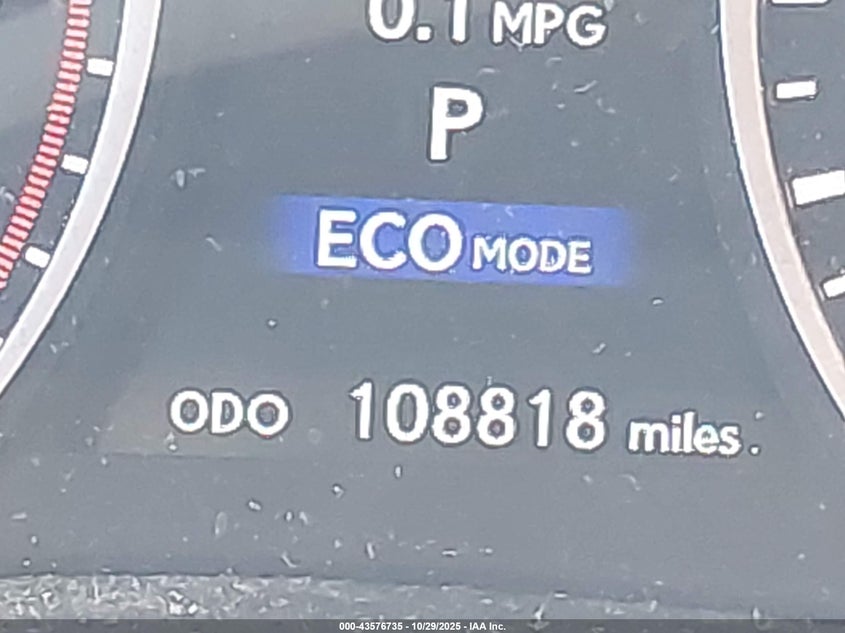 0.1 MPG
P
ECO MODE
ODO 108818 miles
000-43576735 - 10/29/2025 - IAA Inc.